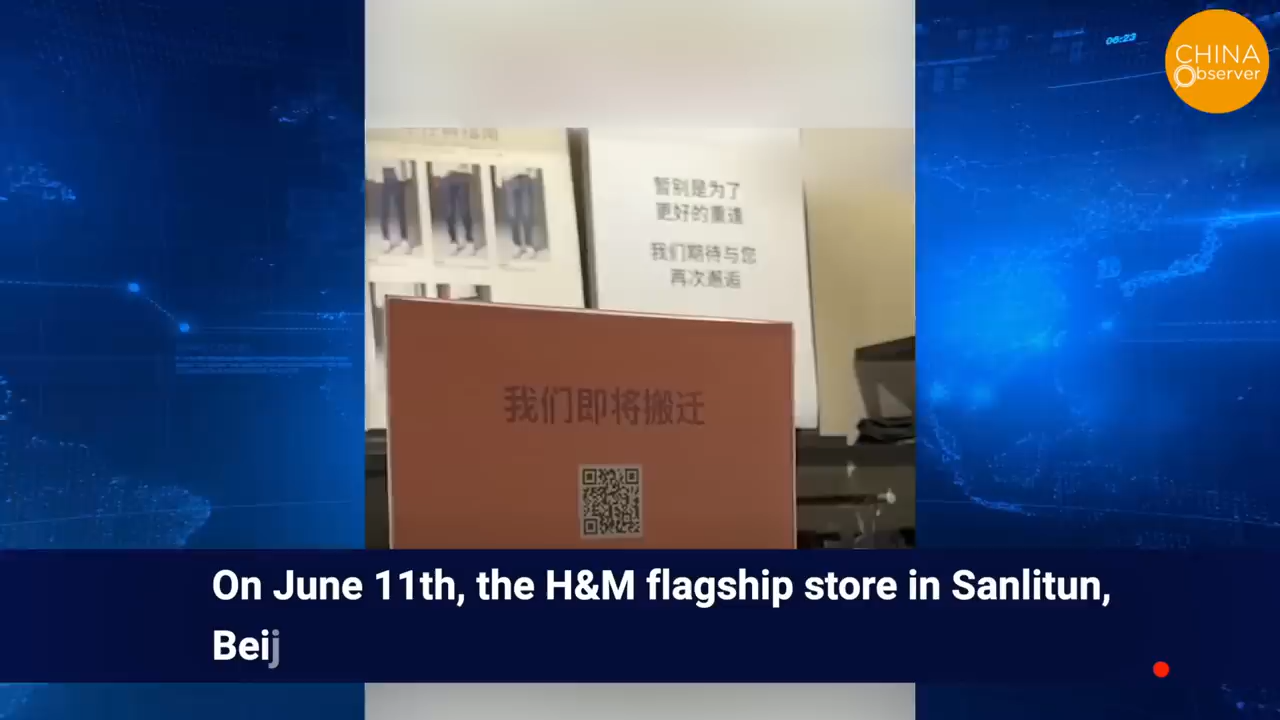 06:23
CHINA
Observer
暂别是为了
更好的重逢
我们期待与您
再次邂逅
我们即将搬迁
On June 11th, the H&M flagship store in Sanlitun,
Beij